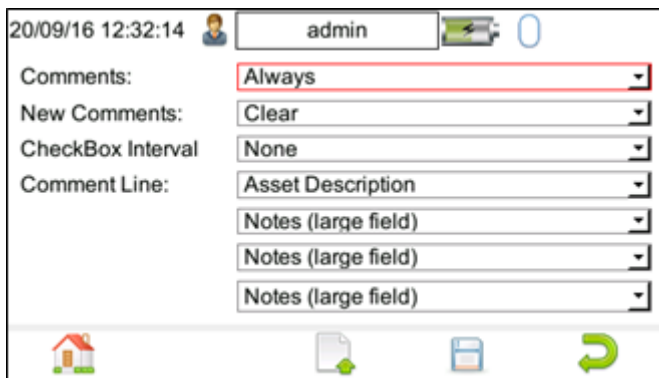 20/09/16 12:32:14 admin
Comments: Always
New Comments: Clear
CheckBox Interval None
Comment Line: Asset Description
Notes (large field)
Notes (large field)
Notes (large field)